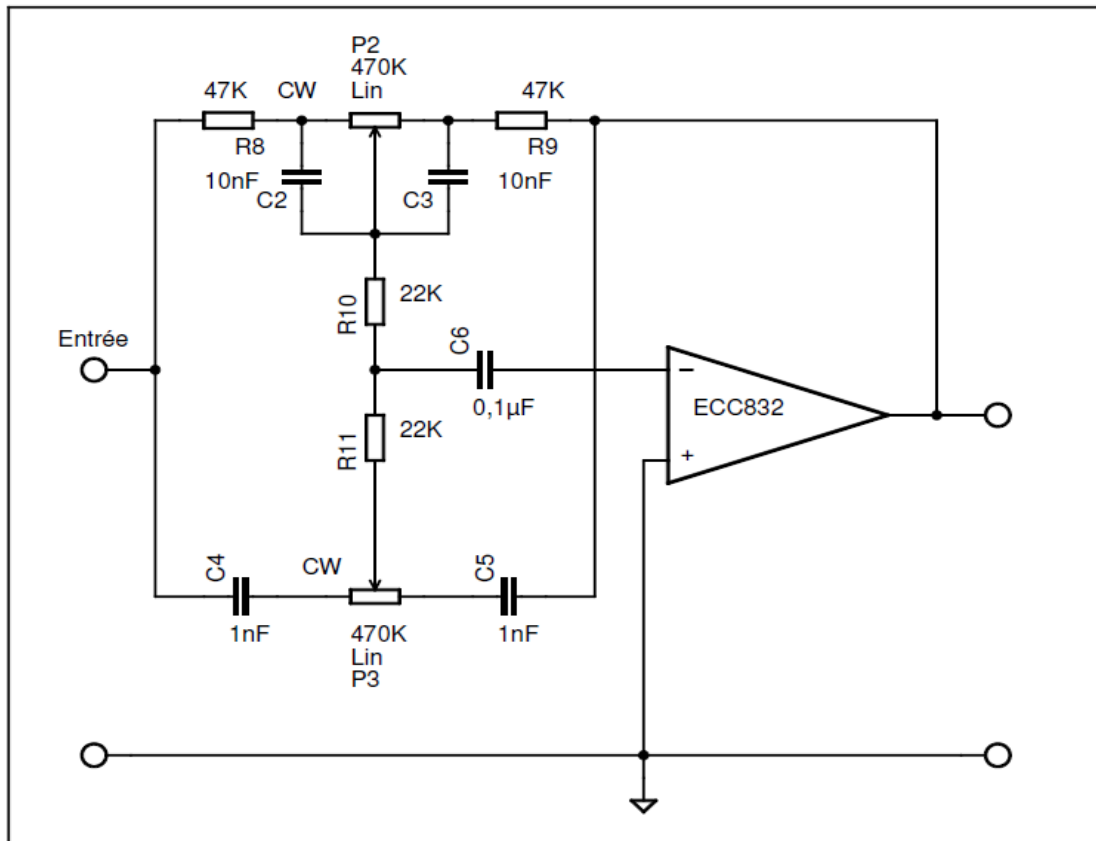 P2
470K
Lin
47K
CW
47K
R8
R9
10nF
C2
C3
10nF
R10
22K
Entrée
C6
0,1µF
−
ECC832
+
R11
22K
C4
CW
C5
1nF
470K
Lin
P3
1nF